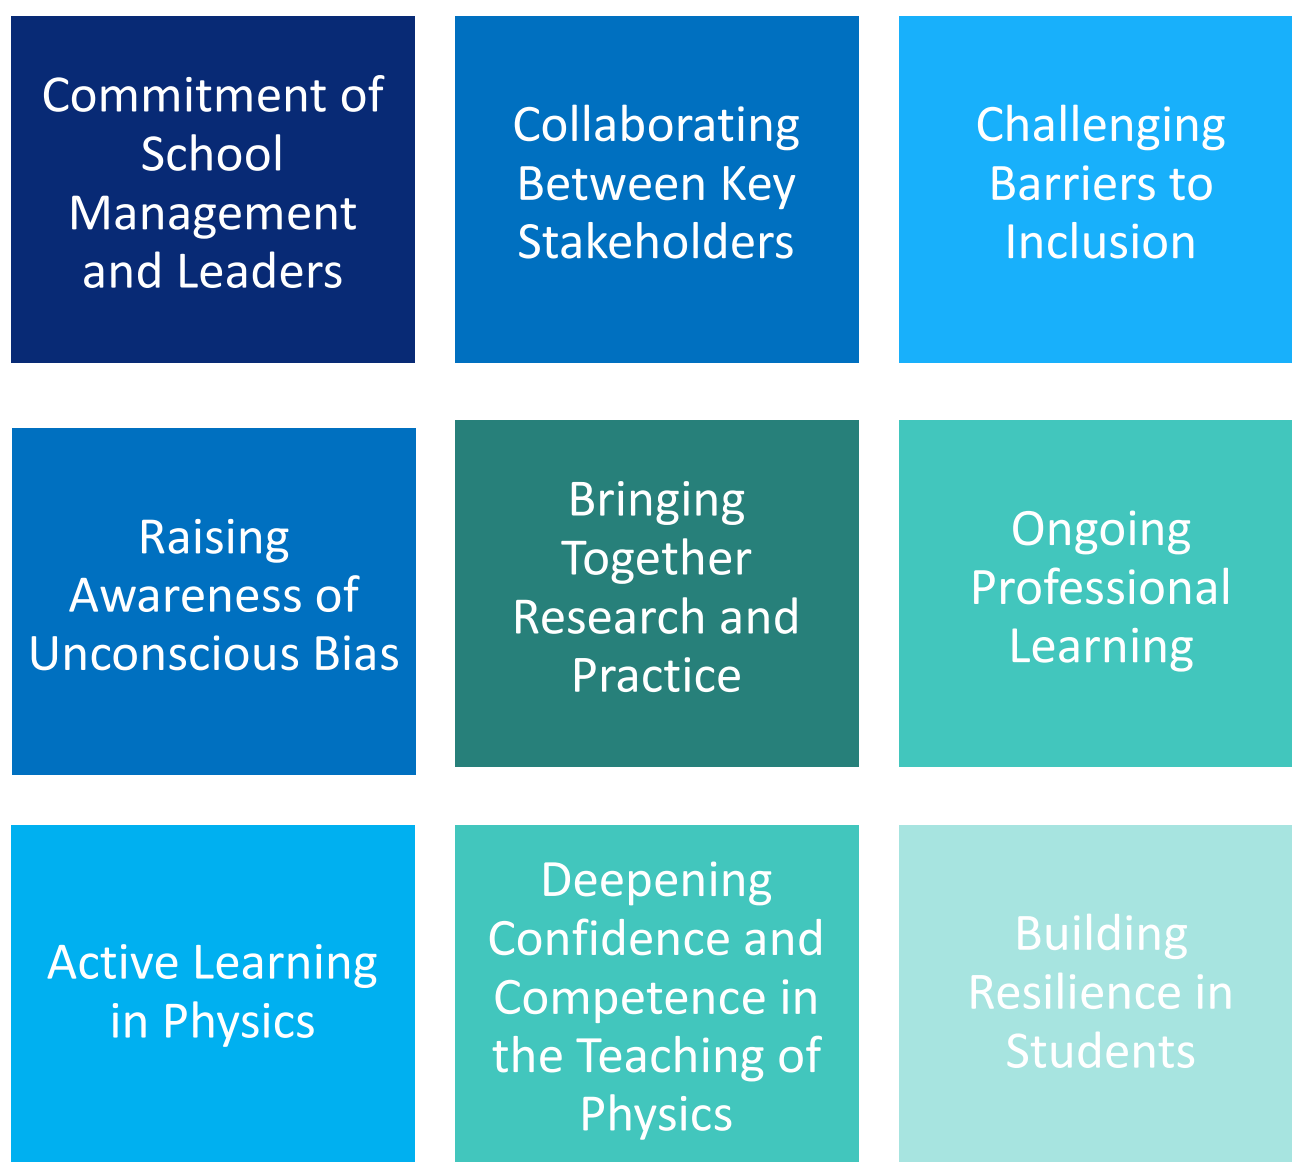 Commitment of
School
Management
and Leaders
Collaborating
Between Key
Stakeholders
Challenging
Barriers to
Inclusion
Raising
Awareness of
Unconscious Bias
Bringing
Together
Research and
Practice
Ongoing
Professional
Learning
Active Learning
in Physics
Deepening
Confidence and
Competence in
the Teaching of
Physics
Building
Resilience in
Students